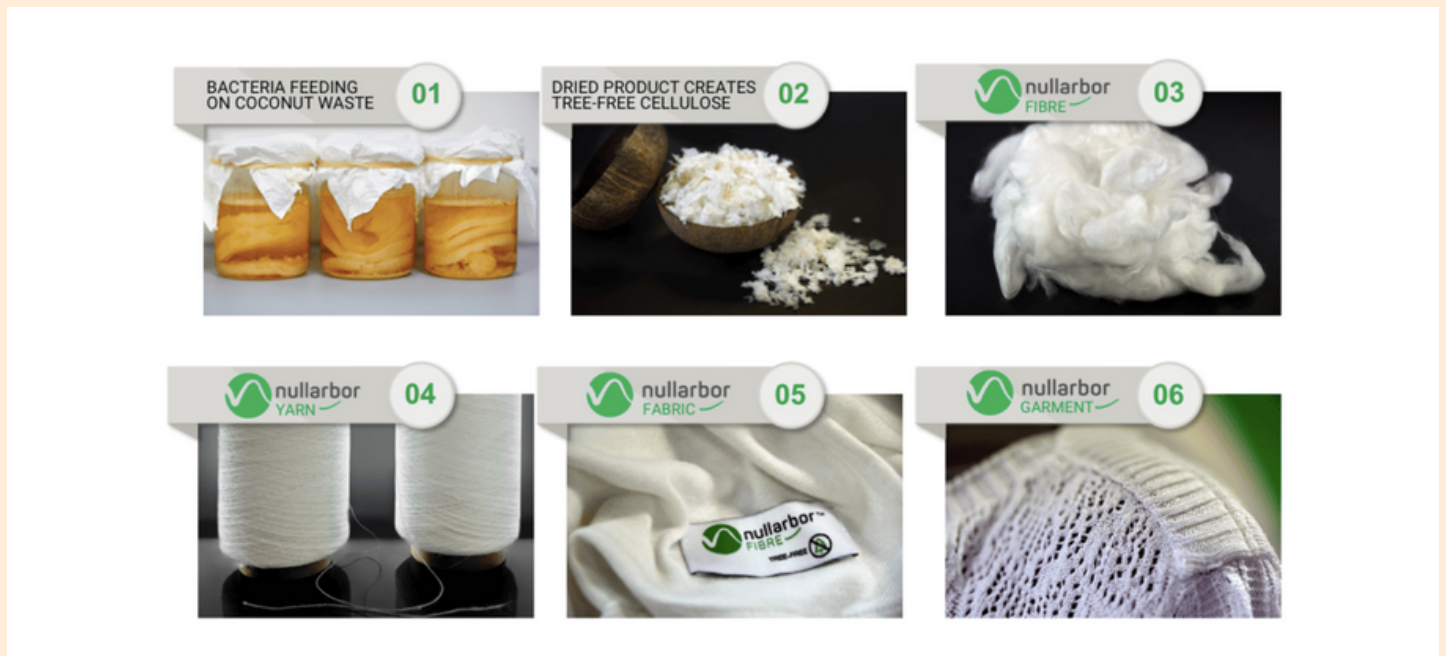 BACTERIA FEEDING
ON COCONUT WASTE
01
DRIED PRODUCT CREATES
TREE-FREE CELLULOSE
02
nullarbor
FIBRE
03
nullarbor
YARN
04
nullarbor
FABRIC
05
nullarbor™
FIBRE
TREE-FREE
nullarbor
GARMENT
06